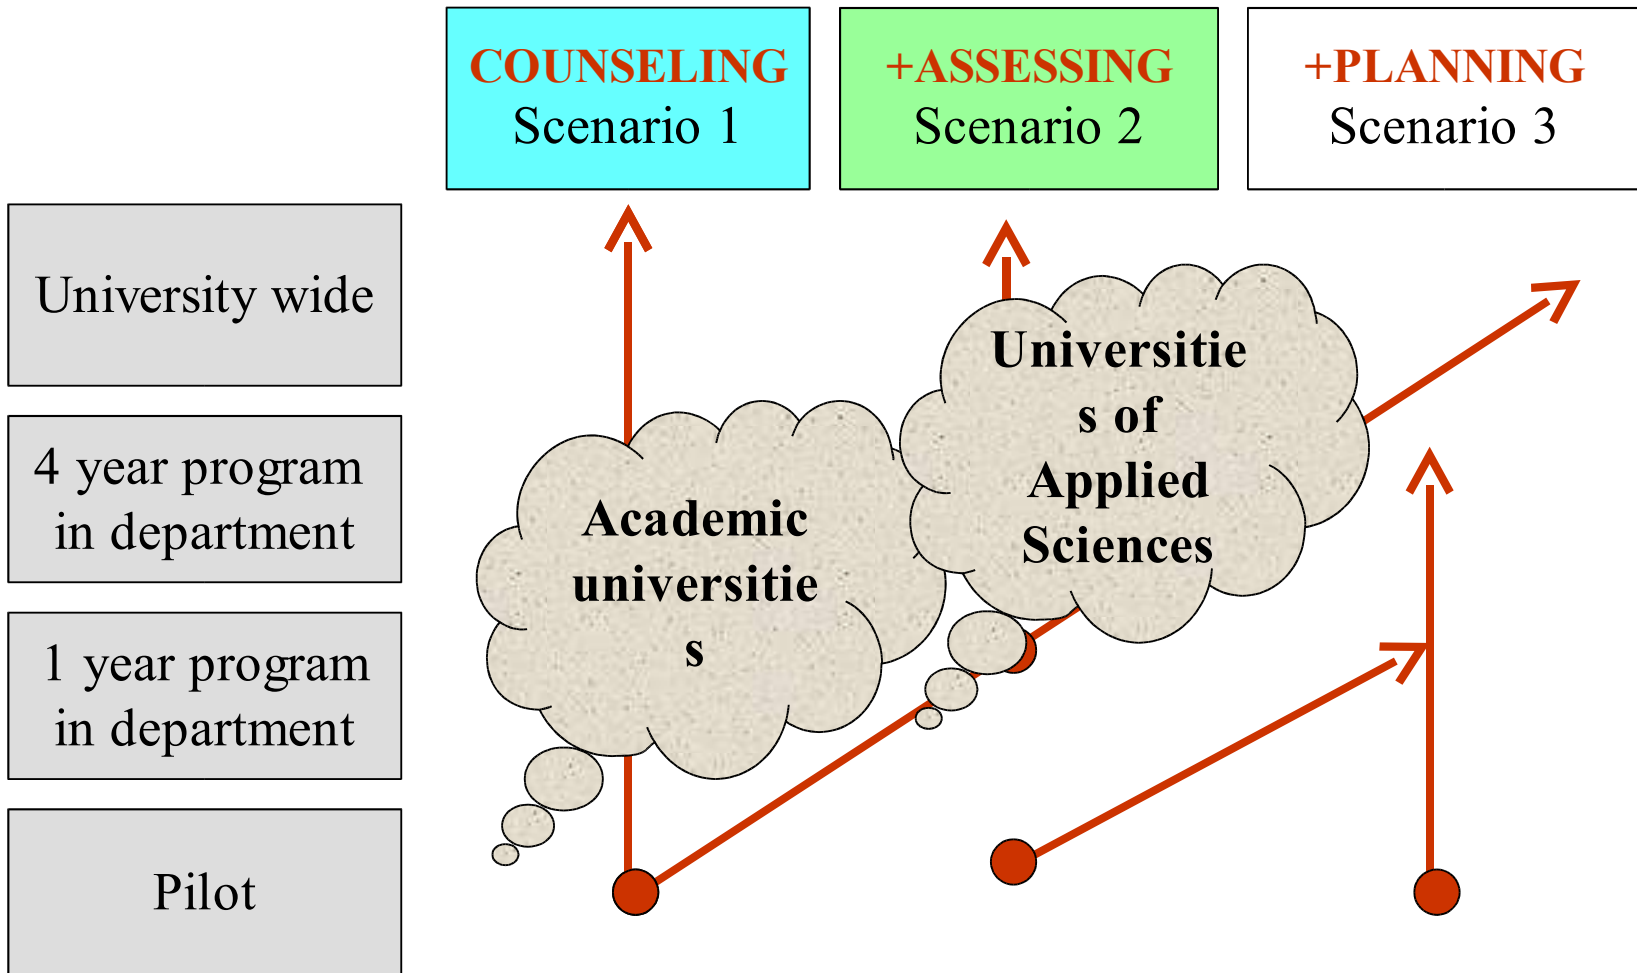 COUNSELING
Scenario 1
+ASSESSING
Scenario 2
+PLANNING
Scenario 3
University wide
4 year program
in department
1 year program
in department
Pilot
Academic
universitie
s
Universitie
s of
Applied
Sciences